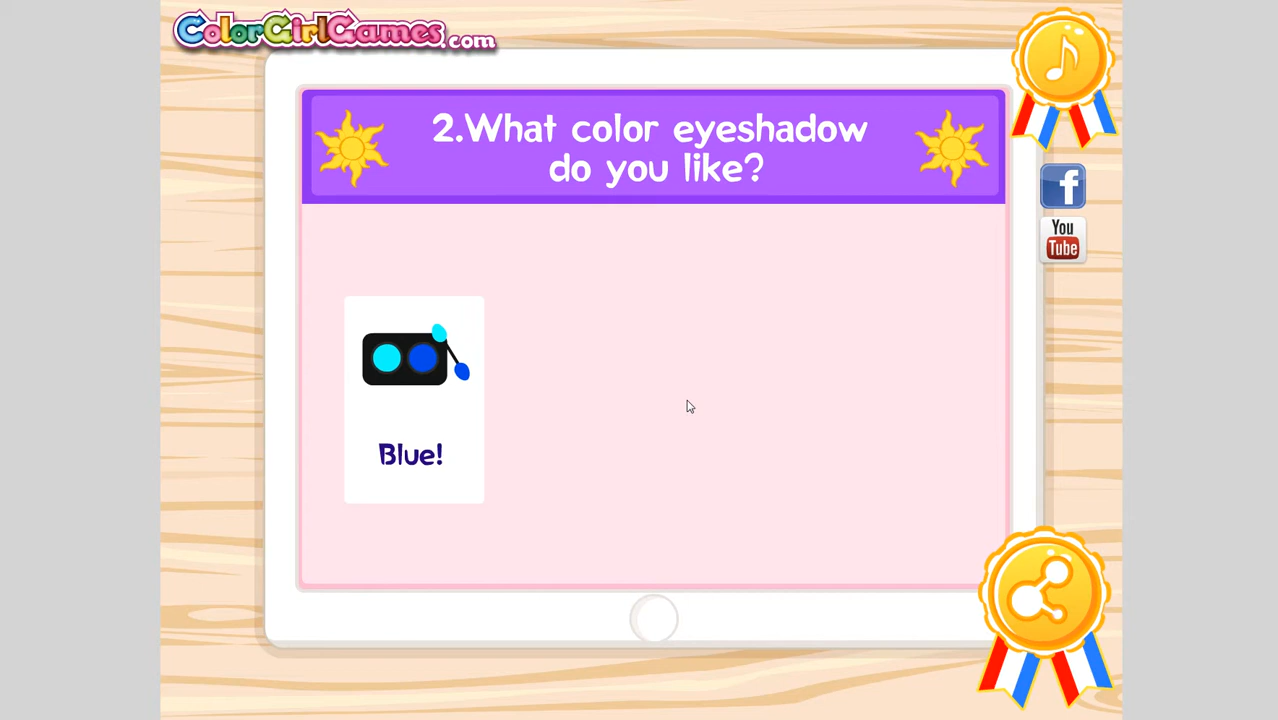 ColorGirlGames.com
2.What color eyeshadow
do you like?
f
You
Tube
Blue!